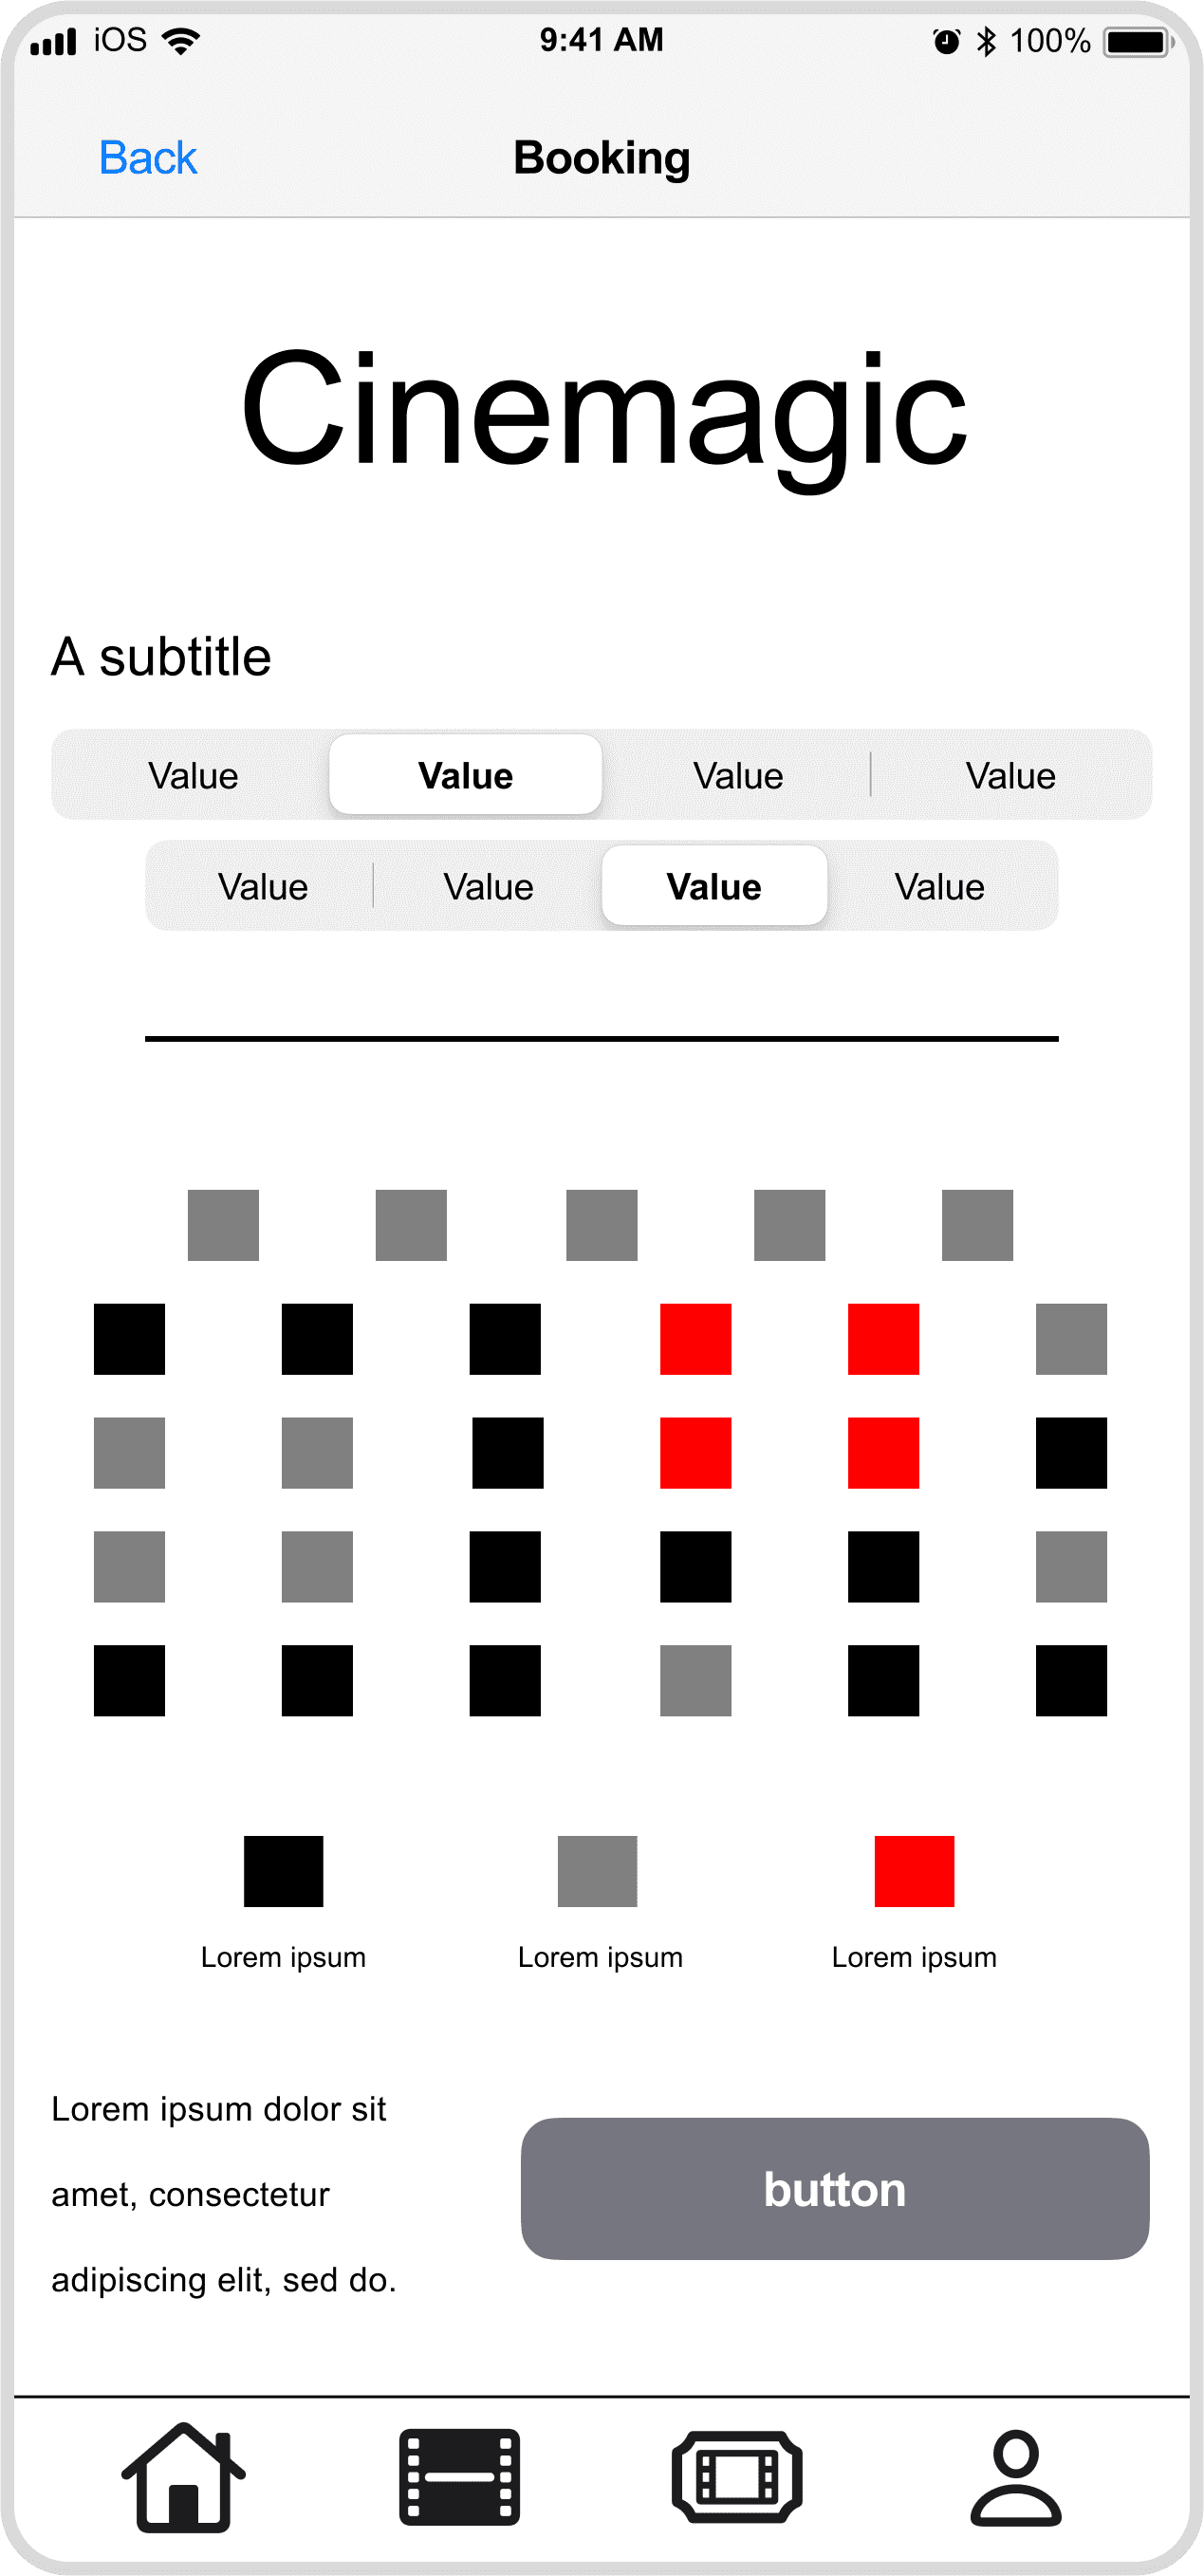 iOS 9:41 AM 100%
Back Booking
Cinemagic
A subtitle
Value Value Value Value
Value Value Value Value
Lorem ipsum Lorem ipsum Lorem ipsum
Lorem ipsum dolor sit
amet, consectetur
adipiscing elit, sed do.
button